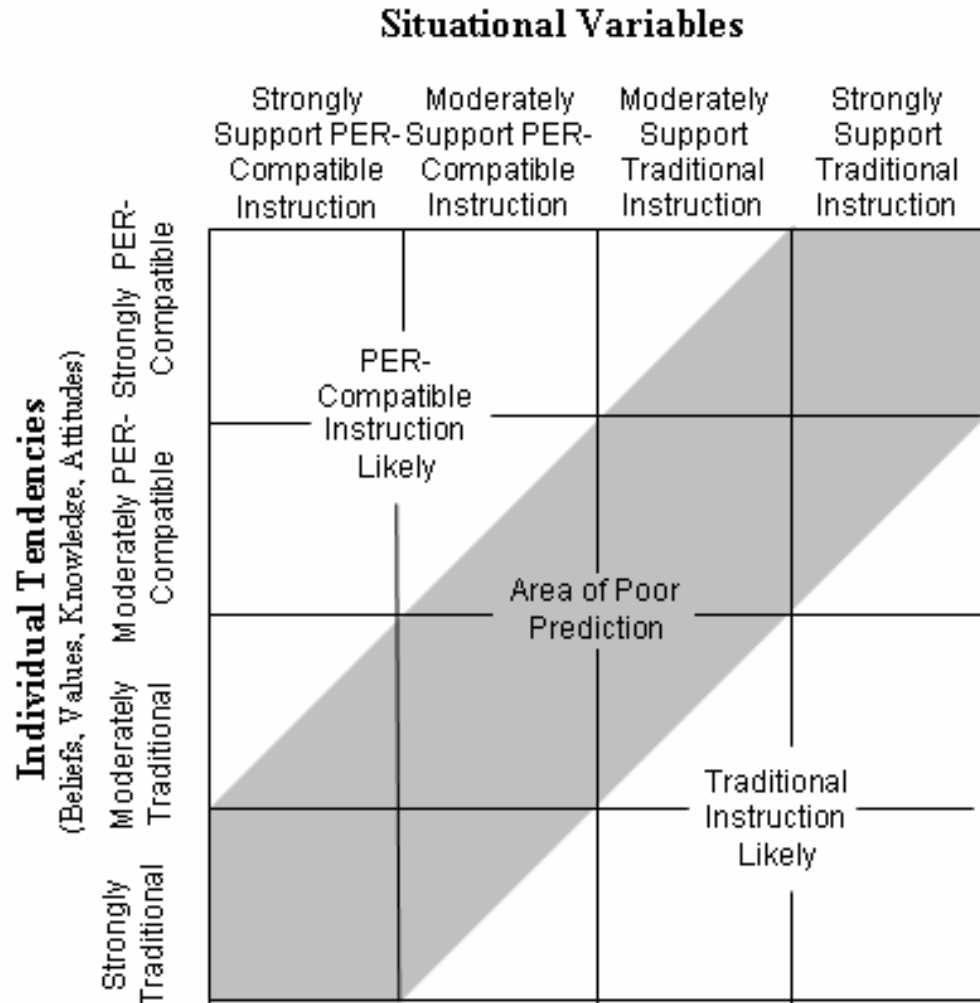 Situational Variables
Strongly
Support PER-
Compatible
Instruction
Moderately
Support PER-
Compatible
Instruction
Moderately
Support
Traditional
Instruction
Strongly
Support
Traditional
Instruction
Individual Tendencies
(Beliefs, Values, Knowledge, Attitudes)
Strongly PER-
Compatible
Moderately PER-
Compatible
Moderately
Traditional
Strongly
Traditional
PER-
Compatible
Instruction
Likely
Area of Poor
Prediction
Traditional
Instruction
Likely